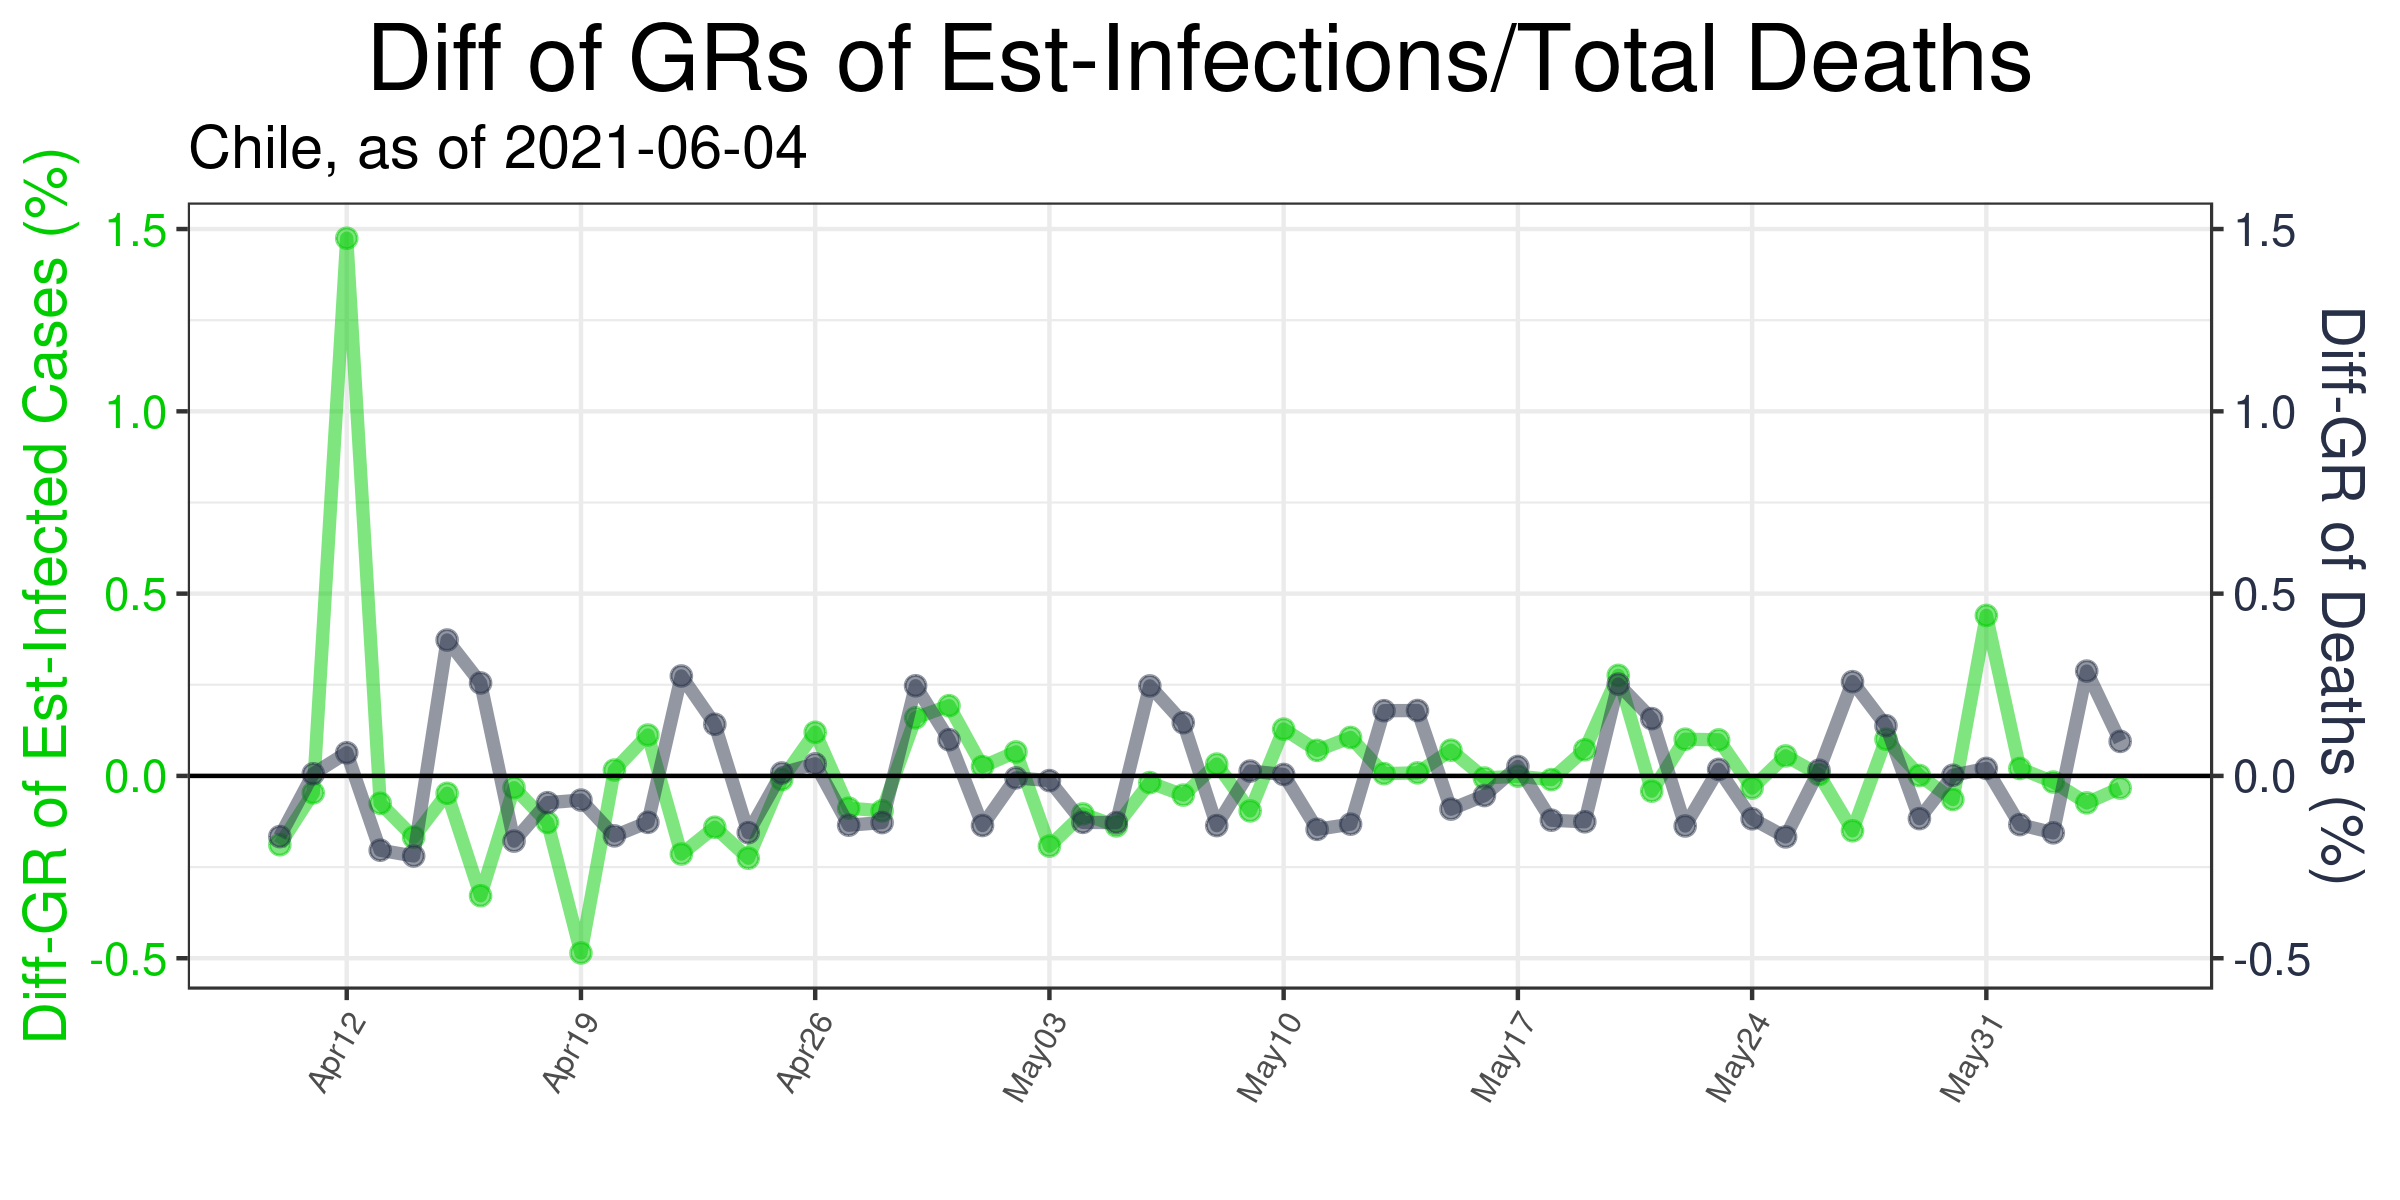 Diff of GRs of Est-Infections/Total Deaths
Chile, as of 2021-06-04
Diff-GR of Est-Infected Cases (%)
1.5
1.0
0.5
0.0
-0.5
1.5
1.0
0.5
0.0
-0.5
Diff-GR of Deaths (%)
Apr12
Apr19
Apr26
May03
May10
May17
May24
May31